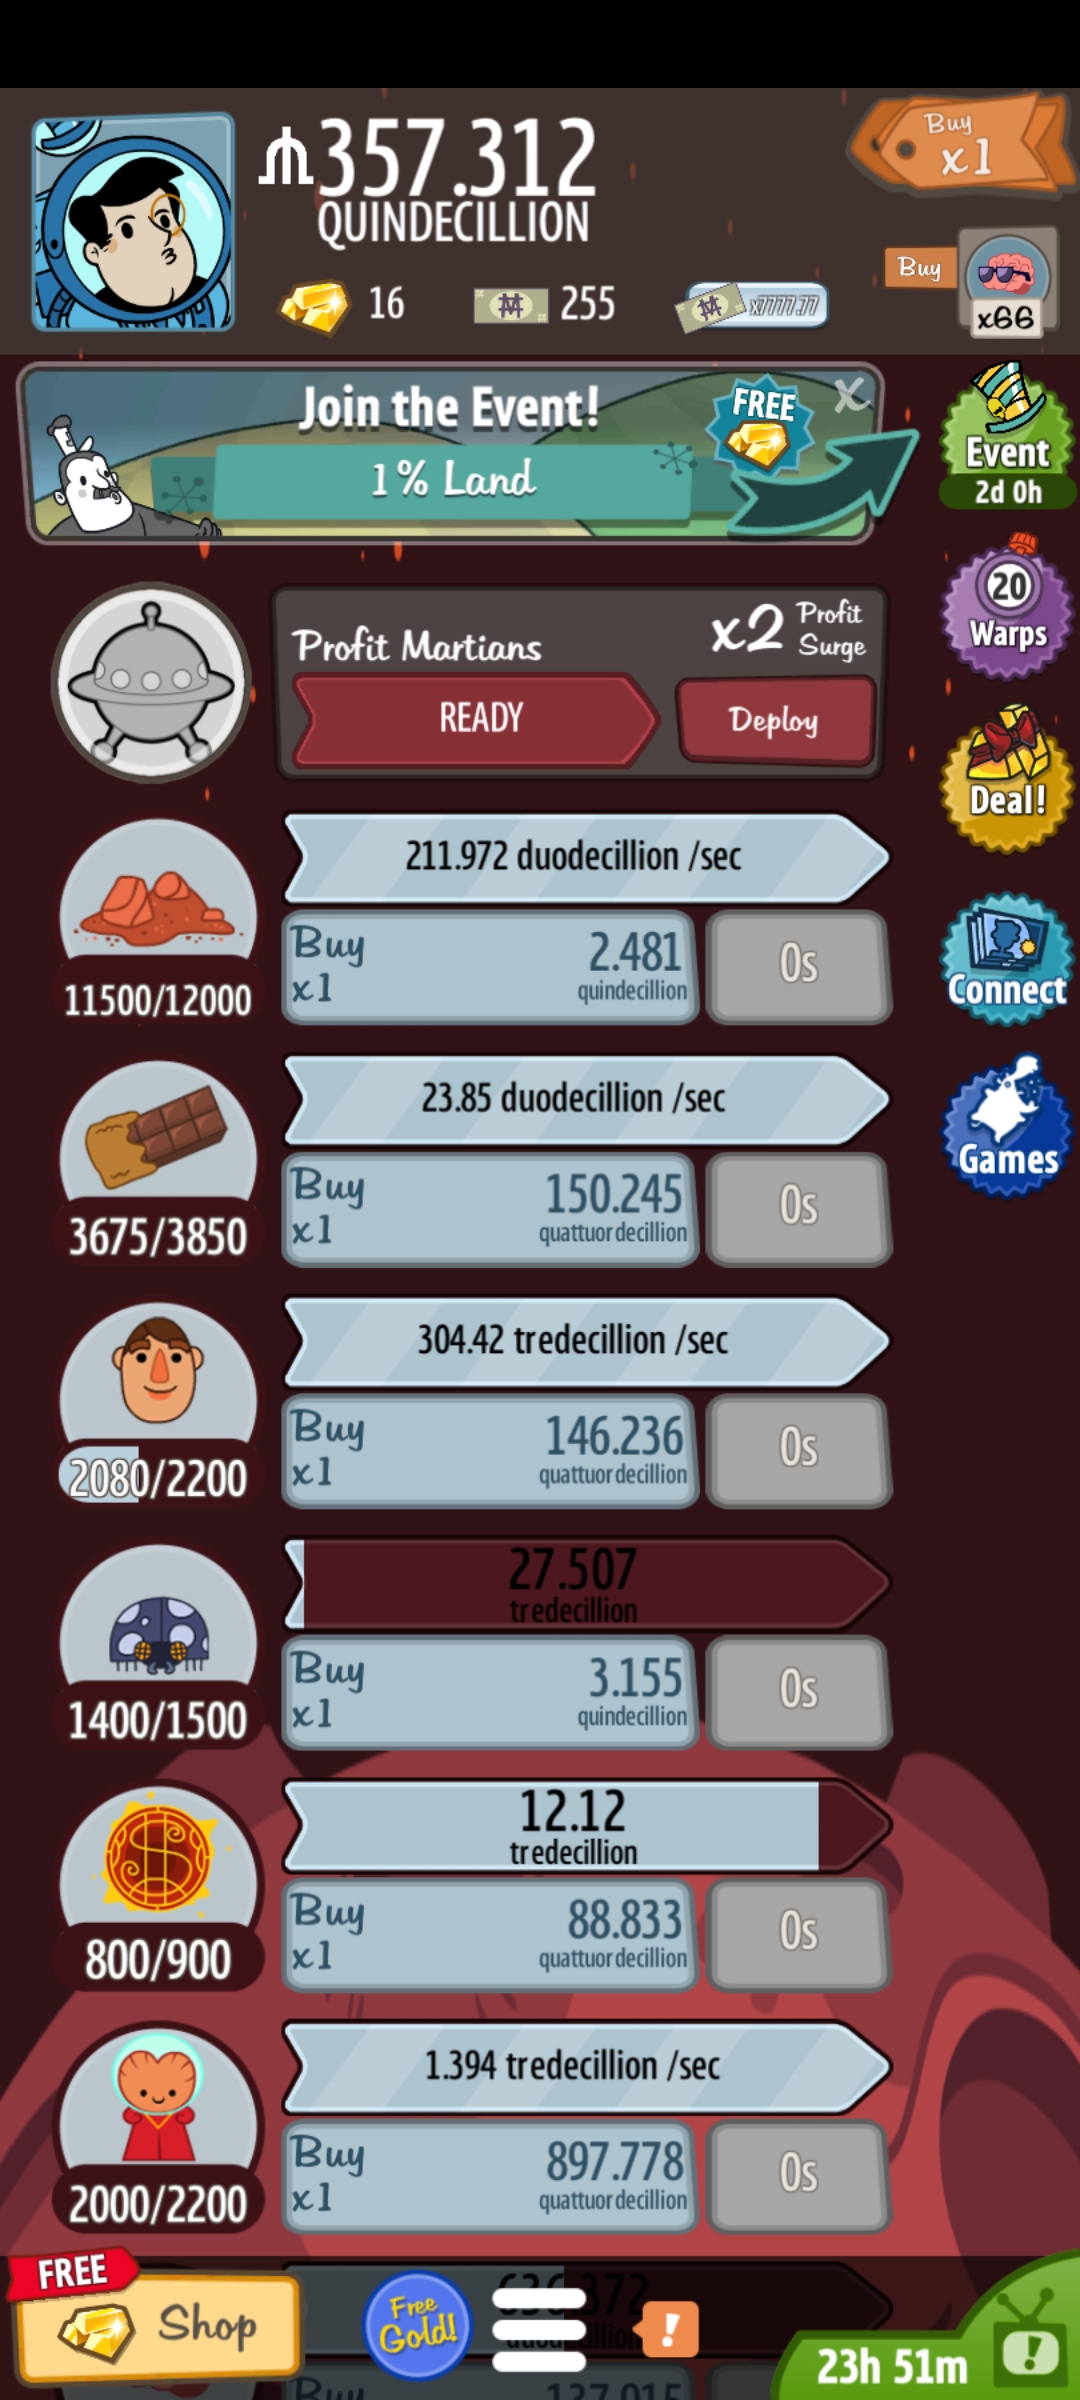 357.312
QUINDECILLION
Buy
x1
16
255
x7777.77
Buy
x66
Join the Event!
FREE
X
1% Land
Event
2d 0h
20
Warps
Profit Martians
x2 Profit Surge
READY
Deploy
Deal!
211.972 duodecillion /sec
11500/12000
Buy
x1
2.481
quindecillion
0s
Connect
23.85 duodecillion /sec
3675/3850
Buy
x1
150.245
quattuordecillion
0s
Games
304.42 tredecillion /sec
2080/2200
Buy
x1
146.236
quattuordecillion
0s
27.507
tredecillion
1400/1500
Buy
x1
3.155
quindecillion
0s
12.12
tredecillion
800/900
Buy
x1
88.833
quattuordecillion
0s
1.394 tredecillion /sec
2000/2200
Buy
x1
897.778
quattuordecillion
0s
FREE
Shop
Free
Gold!
!
!
23h 51m
Buy
137.015